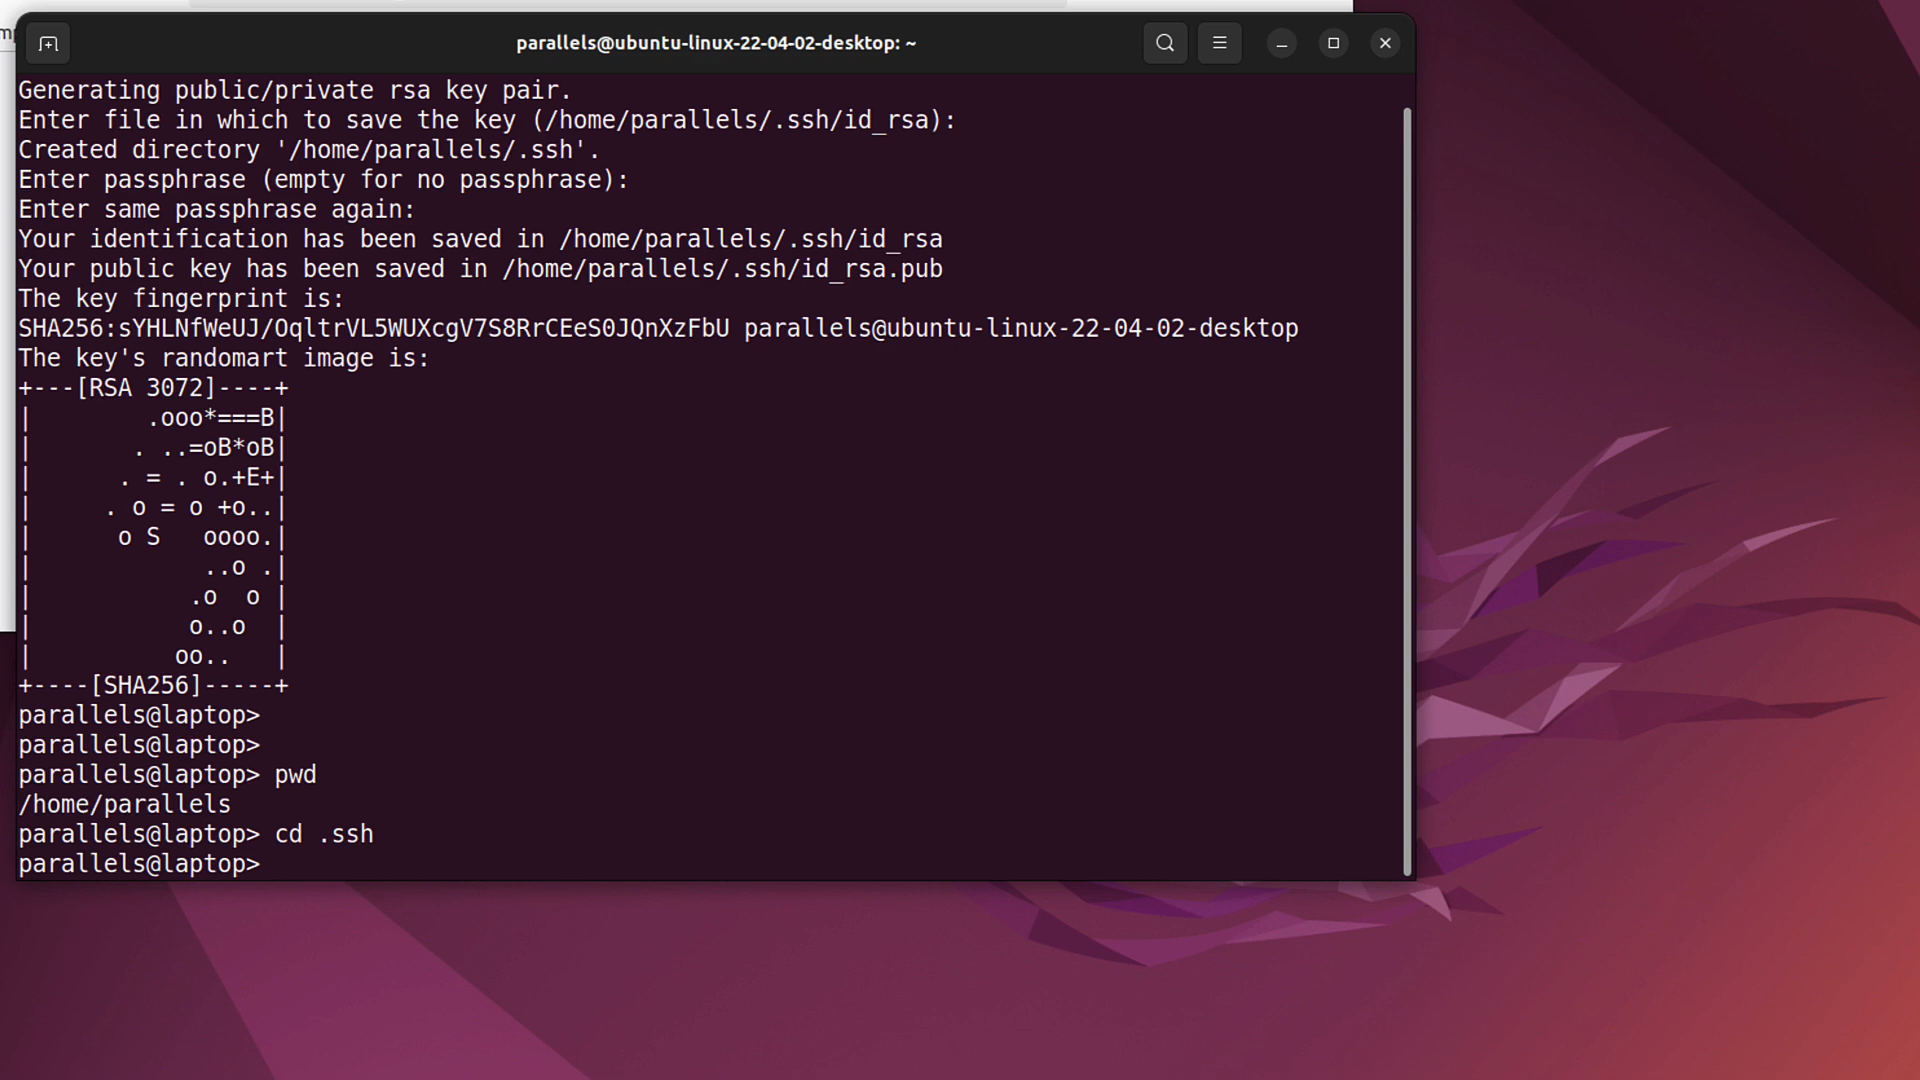 parallels@ubuntu-linux-22-04-02-desktop: ~
Generating public/private rsa key pair.
Enter file in which to save the key (/home/parallels/.ssh/id_rsa):
Created directory '/home/parallels/.ssh'.
Enter passphrase (empty for no passphrase):
Enter same passphrase again:
Your identification has been saved in /home/parallels/.ssh/id_rsa
Your public key has been saved in /home/parallels/.ssh/id_rsa.pub
The key fingerprint is:
SHA256:sYHLNfWeUJ/OqltrVL5WUXcgV7S8RrCEeS0JQnXzFbU parallels@ubuntu-linux-22-04-02-desktop
The key's randomart image is:
+---[RSA 3072]----+
|        .ooo*===B|
|       . ..=oB*oB|
|      . = . o.+E+|
|     . o = o +o..|
|      o S   oooo.|
|            ..o .|
|           .o  o |
|           o..o  |
|          oo..   |
+----[SHA256]-----+
parallels@laptop>
parallels@laptop>
parallels@laptop> pwd
/home/parallels
parallels@laptop> cd .ssh
parallels@laptop>